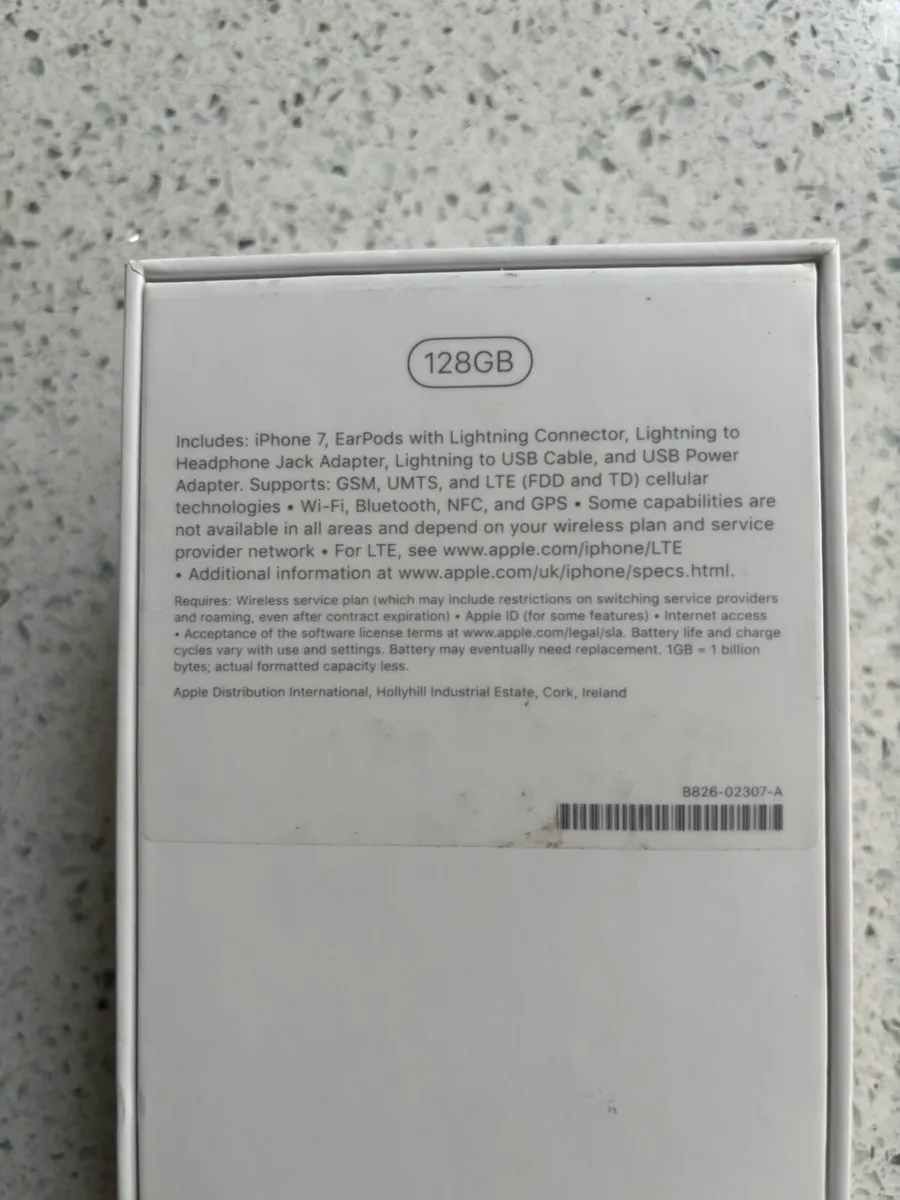 128GB
Includes: iPhone 7, EarPods with Lightning Connector, Lightning to
Headphone Jack Adapter, Lightning to USB Cable, and USB Power
Adapter. Supports: GSM, UMTS, and LTE (FDD and TD) cellular
technologies • Wi-Fi, Bluetooth, NFC, and GPS • Some capabilities are
not available in all areas and depend on your wireless plan and service
provider network • For LTE, see www.apple.com/iphone/LTE
• Additional information at www.apple.com/uk/iphone/specs.html.
Requires: Wireless service plan (which may include restrictions on switching service providers
and roaming, even after contract expiration) • Apple ID (for some features) • Internet access
• Acceptance of the software license terms at www.apple.com/legal/sla. Battery life and charge
cycles vary with use and settings. Battery may eventually need replacement. 1GB = 1 billion
bytes; actual formatted capacity less.
Apple Distribution International, Hollyhill Industrial Estate, Cork, Ireland
B826-02307-A